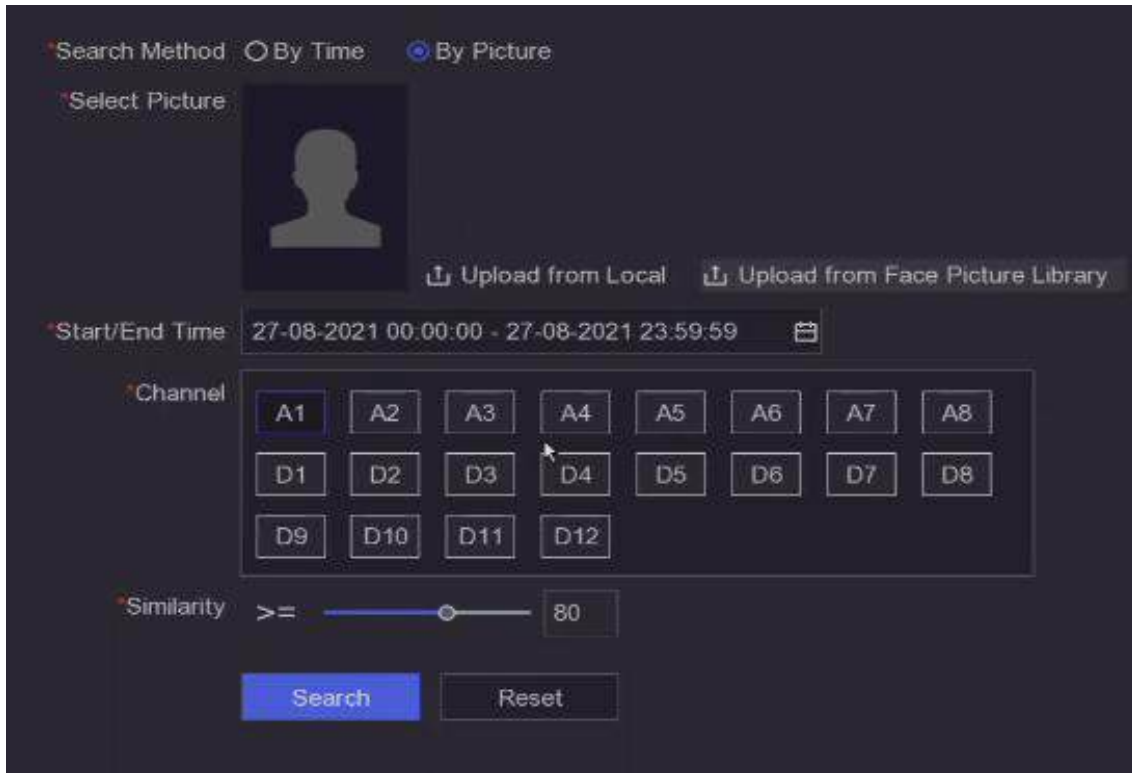 *Search Method By Time By Picture
*Select Picture
Upload from Local Upload from Face Picture Library
*Start/End Time 27-08-2021 00:00:00 - 27-08-2021 23:59:59
*Channel
A1 A2 A3 A4 A5 A6 A7 A8
D1 D2 D3 D4 D5 D6 D7 D8
D9 D10 D11 D12
*Similarity >= 80
Search Reset